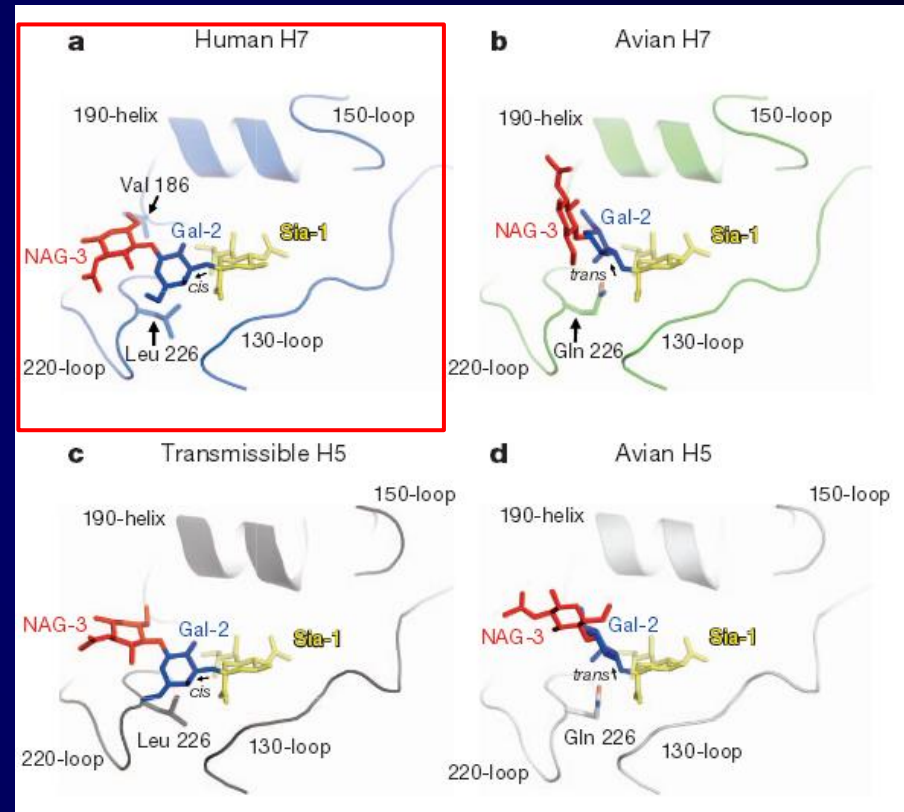 a Human H7
190-helix
150-loop
Val 186
Gal-2
Sia-1
NAG-3
cis
Leu 226
130-loop
220-loop
b Avian H7
190-helix
150-loop
Gal-2
Sia-1
NAG-3
trans
Gln 226
130-loop
220-loop
c Transmissible H5
150-loop
190-helix
NAG-3
Gal-2
Sia-1
cis
Leu 226
130-loop
220-loop
d Avian H5
150-loop
190-helix
NAG-3
Gal-2
Sia-1
trans
Gln 226
130-loop
220-loop